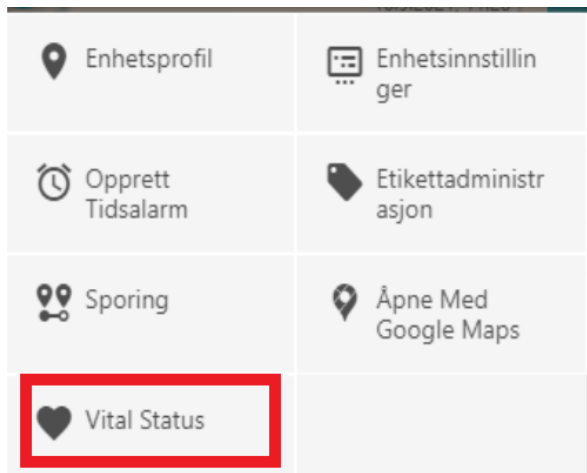 Enhetsprofil
Enhetsinnstillin
ger
Opprett
Tidsalarm
Etikettadministr
asjon
Sporing
Åpne Med
Google Maps
Vital Status